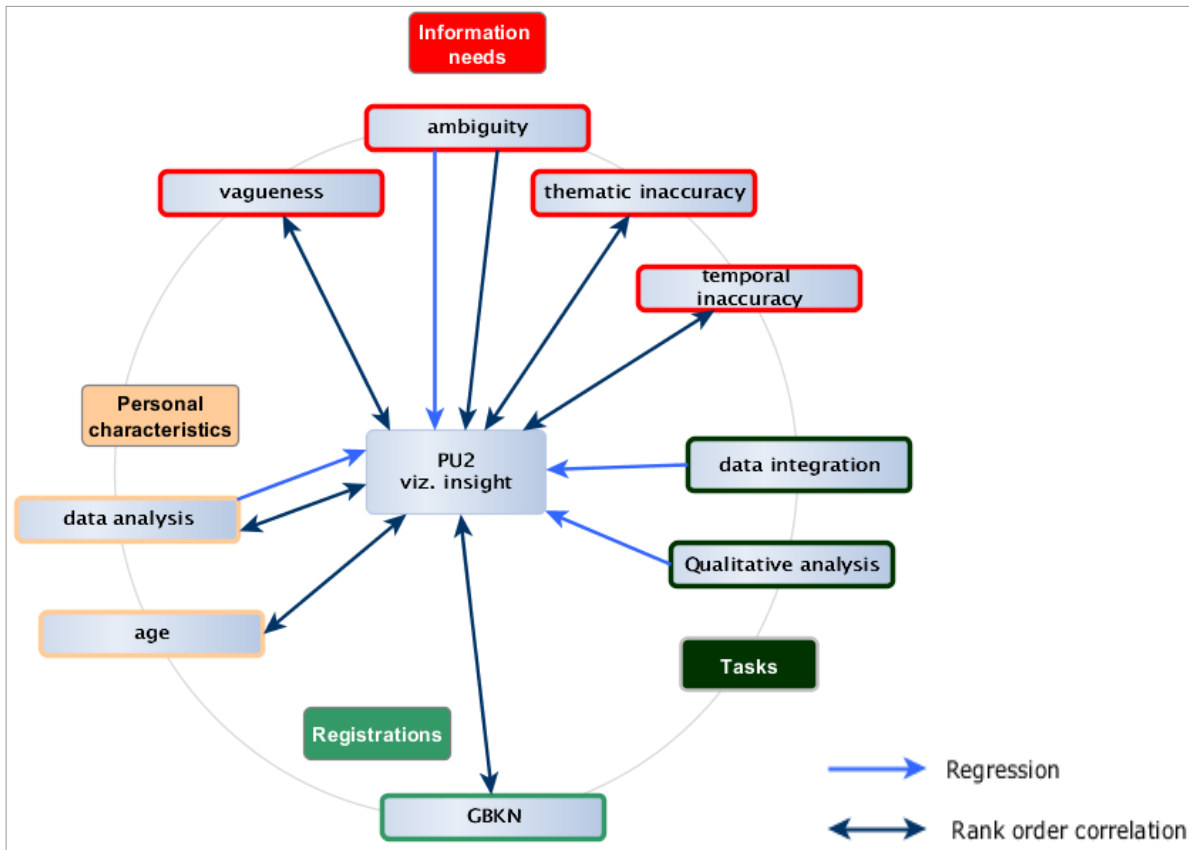 Information
needs
ambiguity
vagueness
thematic inaccuracy
temporal
inaccuracy
Personal
characteristics
PU2
viz. insight
data integration
data analysis
Qualitative analysis
age
Tasks
Registrations
Regression
GBKN
Rank order correlation